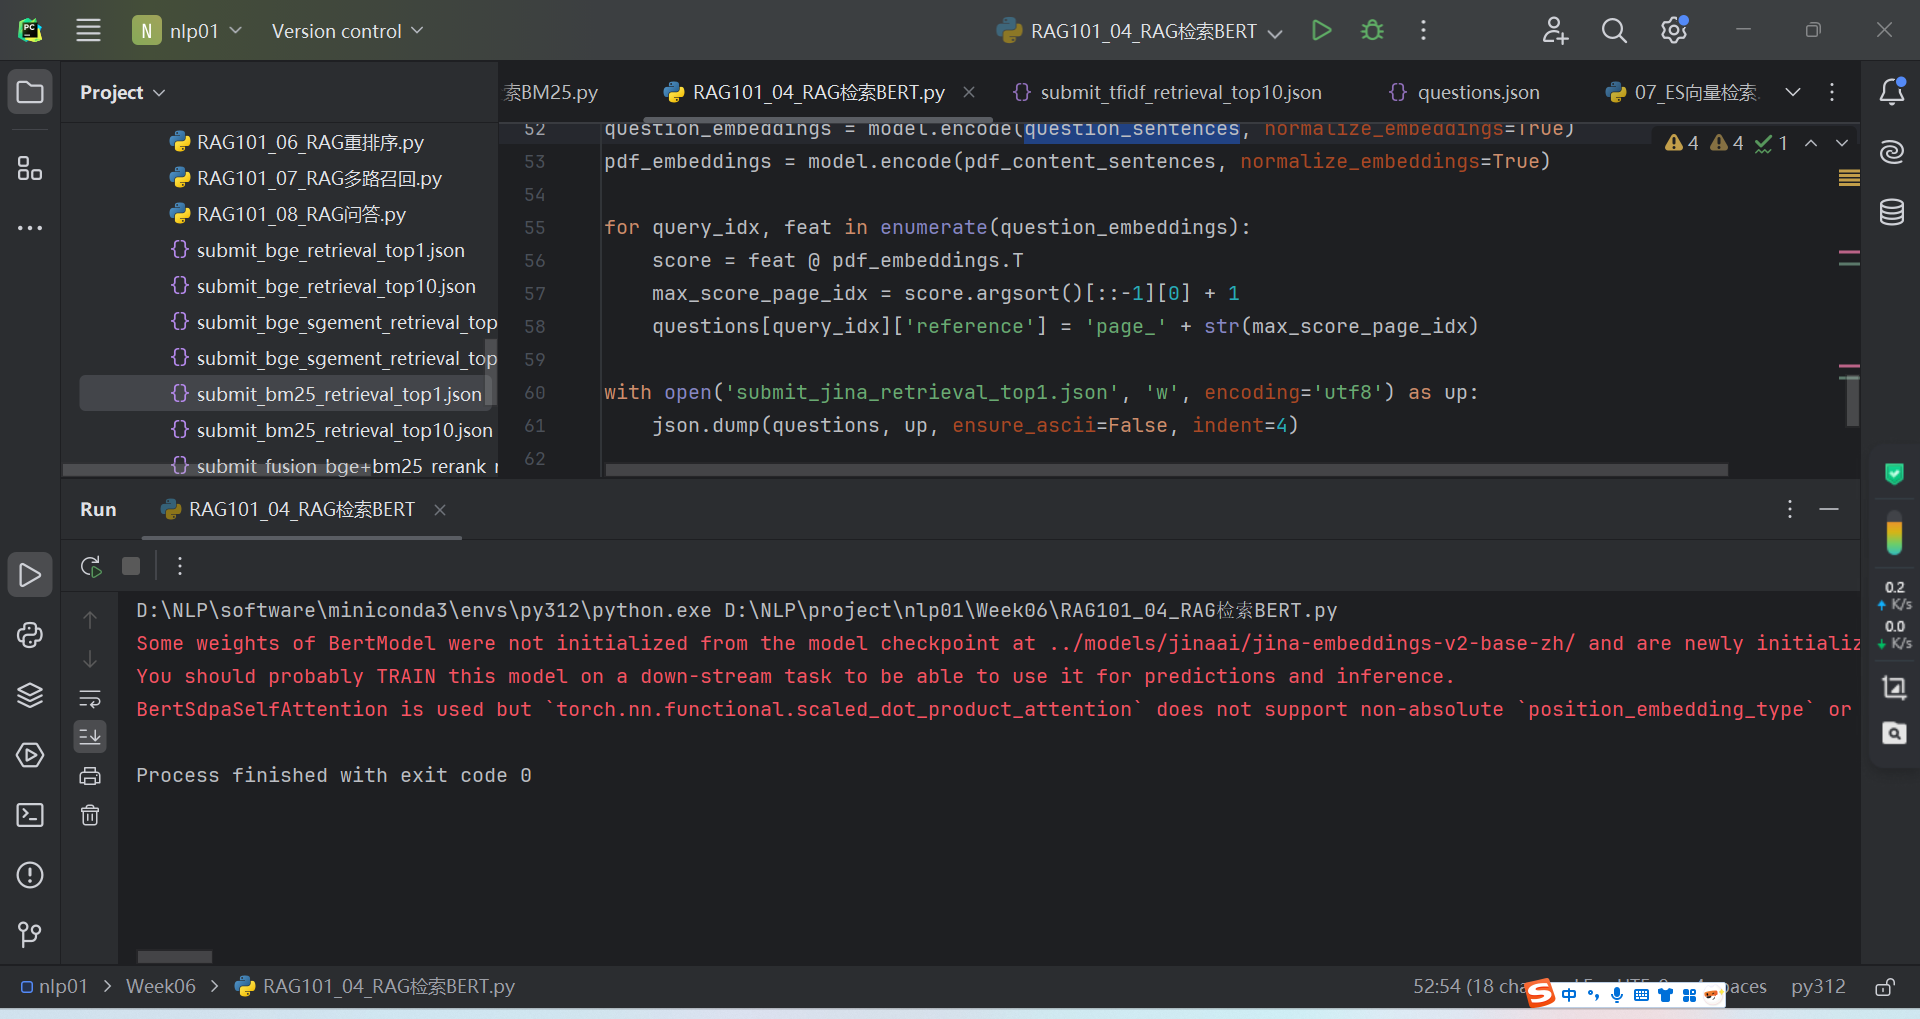 N nlp01
Version control
RAG101_04_RAG检索BERT
Project
索BM25.py
RAG101_04_RAG检索BERT.py
submit_tfidf_retrieval_top10.json
questions.json
07_ES向量检索
RAG101_06_RAG重排序.py
RAG101_07_RAG多路召回.py
RAG101_08_RAG问答.py
submit_bge_retrieval_top1.json
submit_bge_retrieval_top10.json
submit_bge_sgement_retrieval_top
submit_bge_sgement_retrieval_top
submit_bm25_retrieval_top1.json
submit_bm25_retrieval_top10.json
submit_fusion_bge+bm25_rerank_r
4 4 1
52 question_embeddings = model.encode(question_sentences, normalize_embeddings=True)
53 pdf_embeddings = model.encode(pdf_content_sentences, normalize_embeddings=True)
54
55 for query_idx, feat in enumerate(question_embeddings):
56 score = feat @ pdf_embeddings.T
57 max_score_page_idx = score.argsort()[::-1][0] + 1
58 questions[query_idx]['reference'] = 'page_' + str(max_score_page_idx)
59
60 with open('submit_jina_retrieval_top1.json', 'w', encoding='utf8') as up:
61 json.dump(questions, up, ensure_ascii=False, indent=4)
62
Run
RAG101_04_RAG检索BERT
D:\NLP\software\miniconda3\envs\py312\python.exe D:\NLP\project\nlp01\Week06\RAG101_04_RAG检索BERT.py
Some weights of BertModel were not initialized from the model checkpoint at ../models/jinaai/jina-embeddings-v2-base-zh/ and are newly initializ
You should probably TRAIN this model on a down-stream task to be able to use it for predictions and inference.
BertSdpaSelfAttention is used but `torch.nn.functional.scaled_dot_product_attention` does not support non-absolute `position_embedding_type` or
Process finished with exit code 0
0.2
K/s
0.0
K/s
nlp01 > Week06 > RAG101_04_RAG检索BERT.py
52:54 (18 cha
paces
py312
中